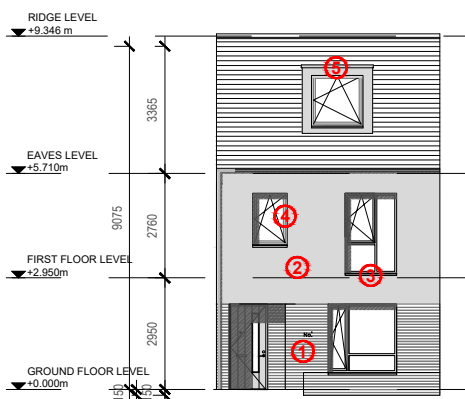 RIDGE LEVEL
+9.346 m
5
3365
EAVES LEVEL
+5.710m
9075
2760
4
2
3
FIRST FLOOR LEVEL
+2.950m
2950
No.
1
GROUND FLOOR LEVEL
+0.000m
150
150